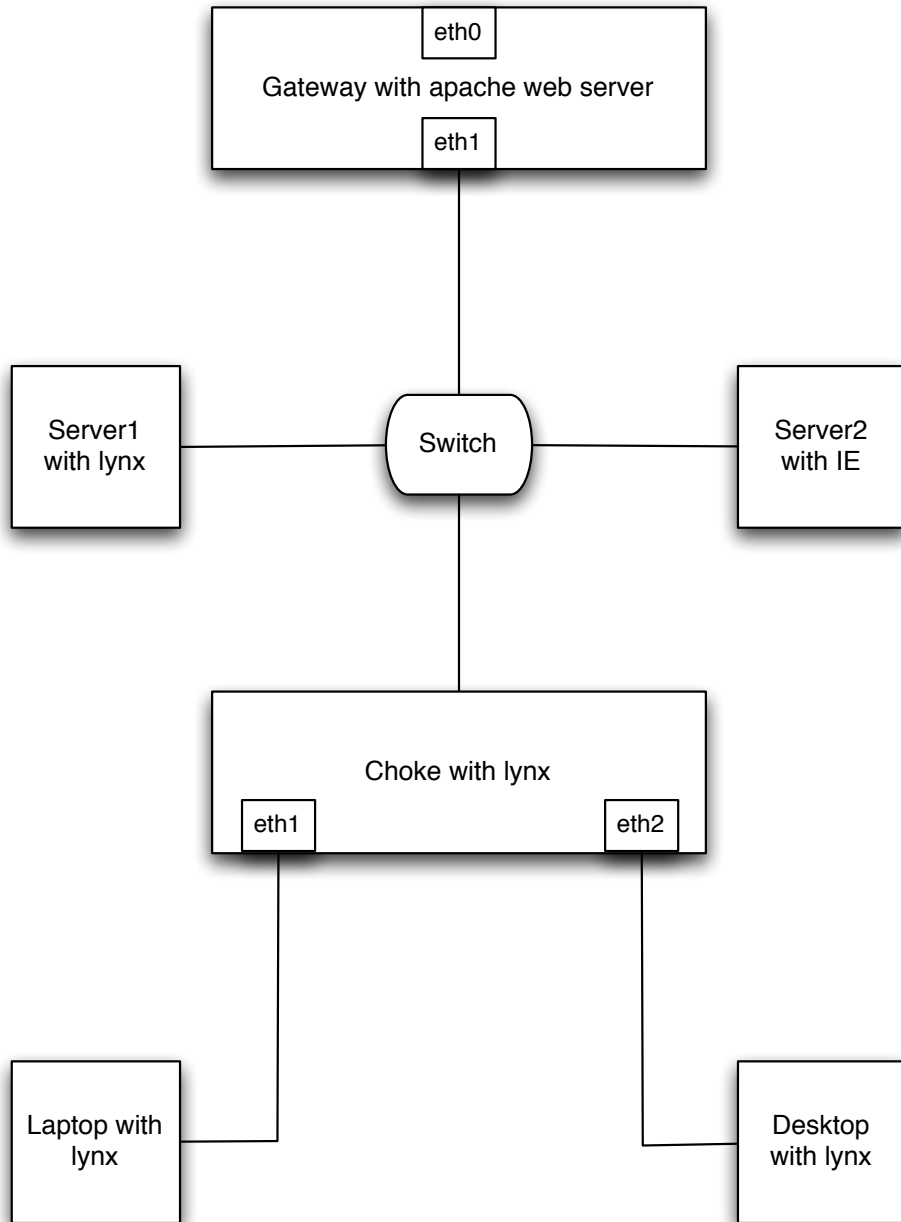 eth0
Gateway with apache web server
eth1
Server1
with lynx
Switch
Server2
with IE
Choke with lynx
eth1
eth2
Laptop with
lynx
Desktop
with lynx